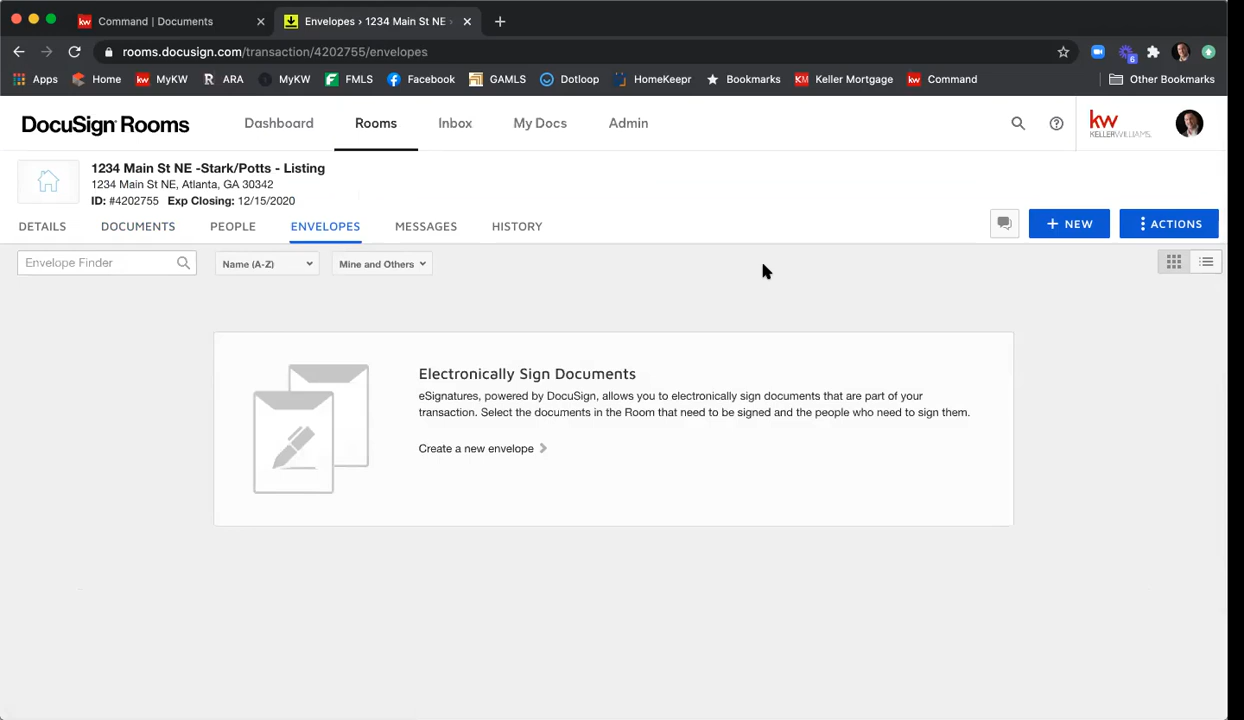 Command | Documents
Envelopes › 1234 Main St NE ›
rooms.docusign.com/transaction/4202755/envelopes
6
Apps Home MyKW ARA MyKW FMLS Facebook GAMLS Dotloop HomeKeepr Bookmarks Keller Mortgage Command Other Bookmarks
DocuSign Rooms Dashboard Rooms Inbox My Docs Admin
kw
KELLERWILLIAMS.
1234 Main St NE -Stark/Potts - Listing
1234 Main St NE, Atlanta, GA 30342
ID: #4202755 Exp Closing: 12/15/2020
DETAILS DOCUMENTS PEOPLE ENVELOPES MESSAGES HISTORY + NEW ACTIONS
Envelope Finder Name (A-Z) Mine and Others
Electronically Sign Documents
eSignatures, powered by DocuSign, allows you to electronically sign documents that are part of your
transaction. Select the documents in the Room that need to be signed and the people who need to sign them.
Create a new envelope